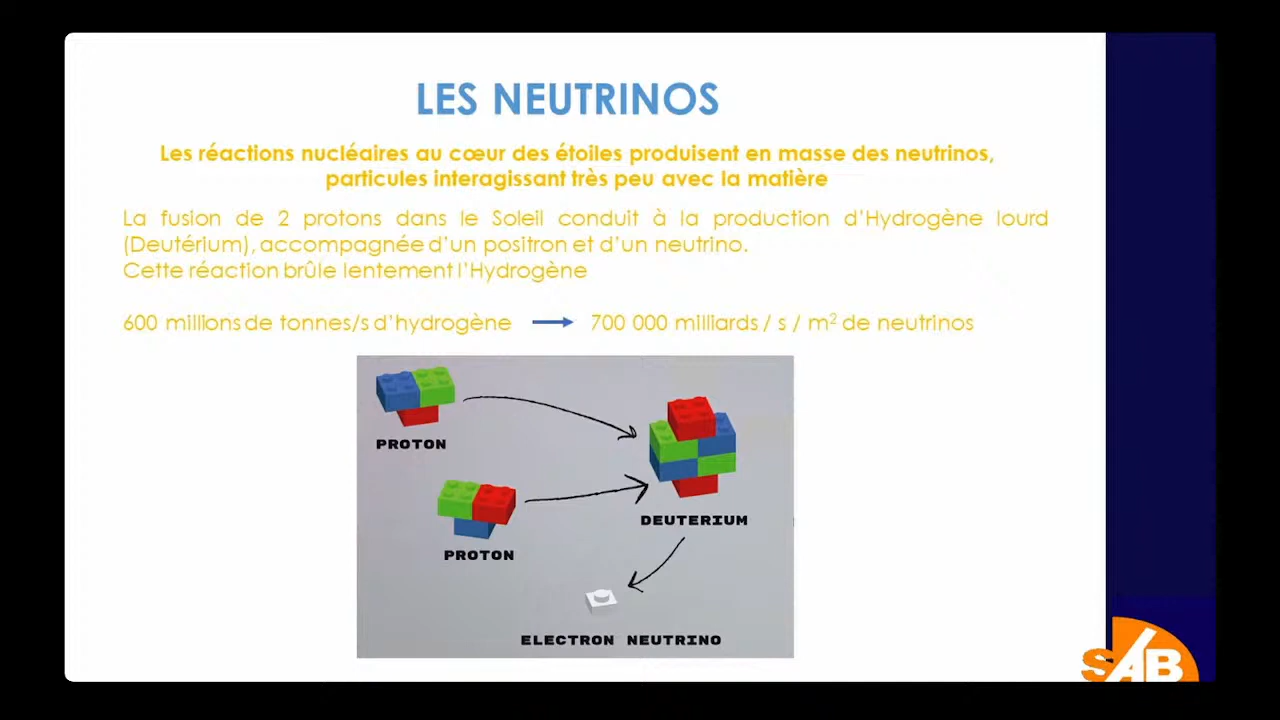 LES NEUTRINOS
Les réactions nucléaires au cœur des étoiles produisent en masse des neutrinos,
particules interagissant très peu avec la matière
La fusion de 2 protons dans le Soleil conduit à la production d'Hydrogène lourd
(Deutérium), accompagnée d'un positron et d'un neutrino.
Cette réaction brûle lentement l'Hydrogène
600 millions de tonnes/s d'hydrogène 700 000 milliards / s / m² de neutrinos
PROTON
PROTON
DEUTERIUM
ELECTRON NEUTRINO
SAB